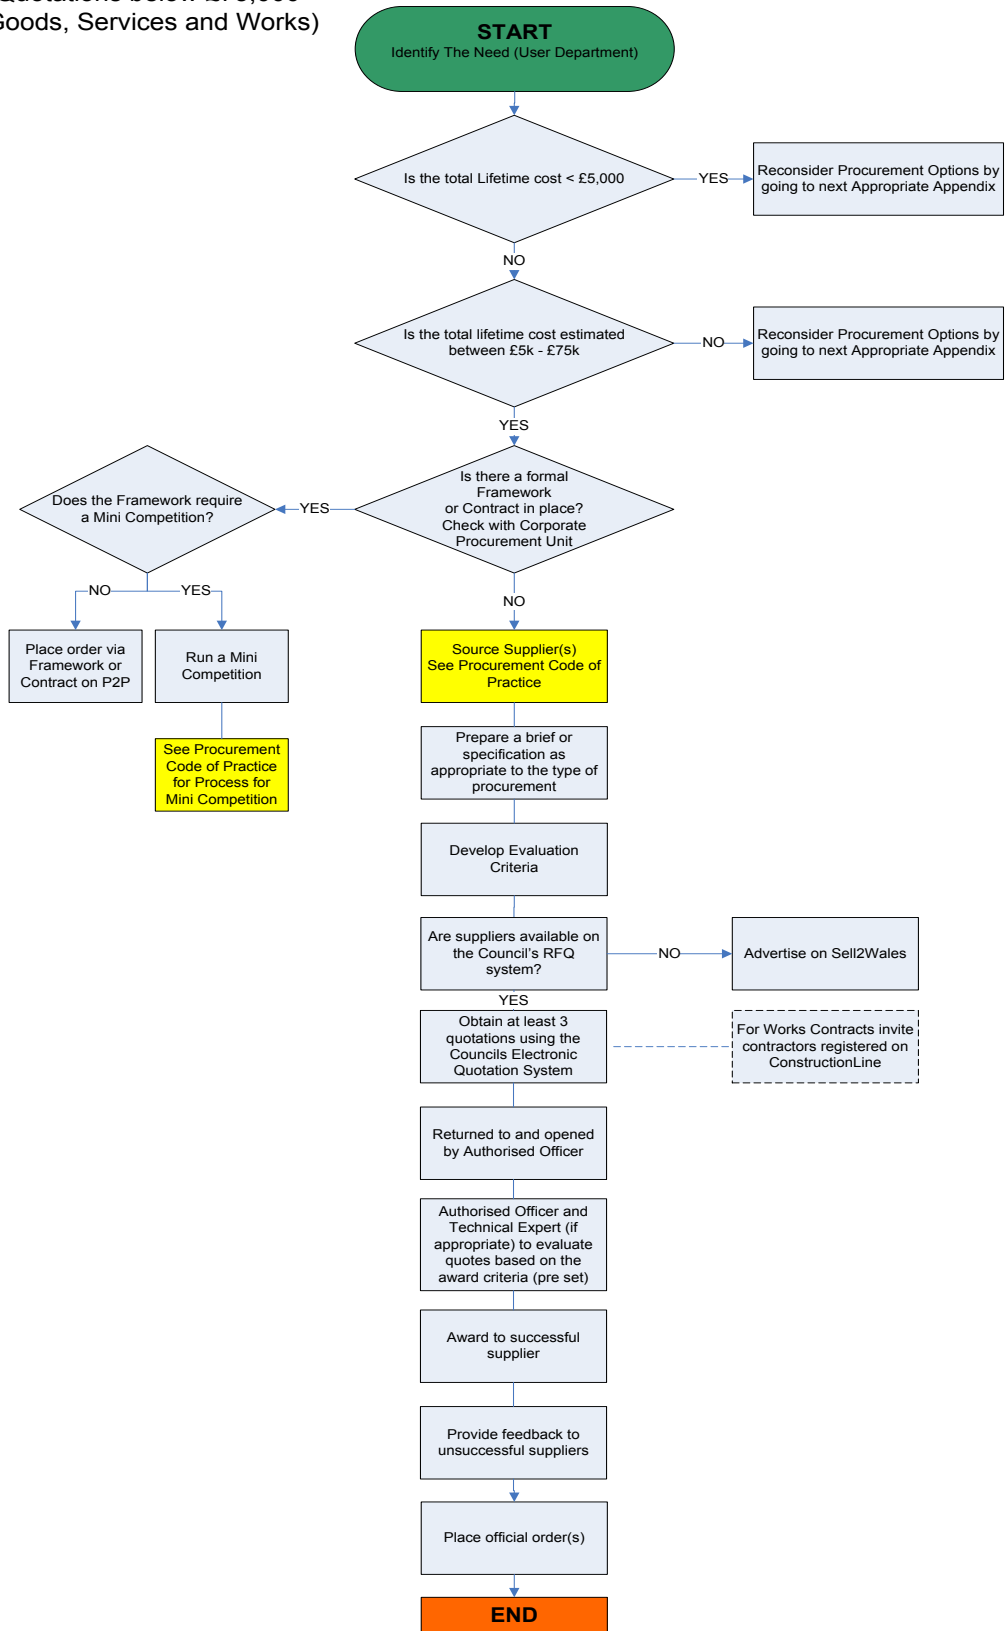 Goods, Services and Works)
START
Identify The Need (User Department)
Is the total Lifetime cost < £5,000
YES
Reconsider Procurement Options by
going to next Appropriate Appendix
NO
Is the total lifetime cost estimated
between £5k - £75k
NO
Reconsider Procurement Options by
going to next Appropriate Appendix
YES
Is there a formal
Framework
or Contract in place?
Check with Corporate
Procurement Unit
YES
Does the Framework require
a Mini Competition?
NO
YES
Place order via
Framework or
Contract on P2P
Run a Mini
Competition
See Procurement
Code of Practice
for Process for
Mini Competition
NO
Source Supplier(s)
See Procurement Code of
Practice
Prepare a brief or
specification as
appropriate to the type of
procurement
Develop Evaluation
Criteria
Are suppliers available on
the Council's RFQ
system?
NO
Advertise on Sell2Wales
YES
Obtain at least 3
quotations using the
Councils Electronic
Quotation System
For Works Contracts invite
contractors registered on
ConstructionLine
Returned to and opened
by Authorised Officer
Authorised Officer and
Technical Expert (if
appropriate) to evaluate
quotes based on the
award criteria (pre set)
Award to successful
supplier
Provide feedback to
unsuccessful suppliers
Place official order(s)
END